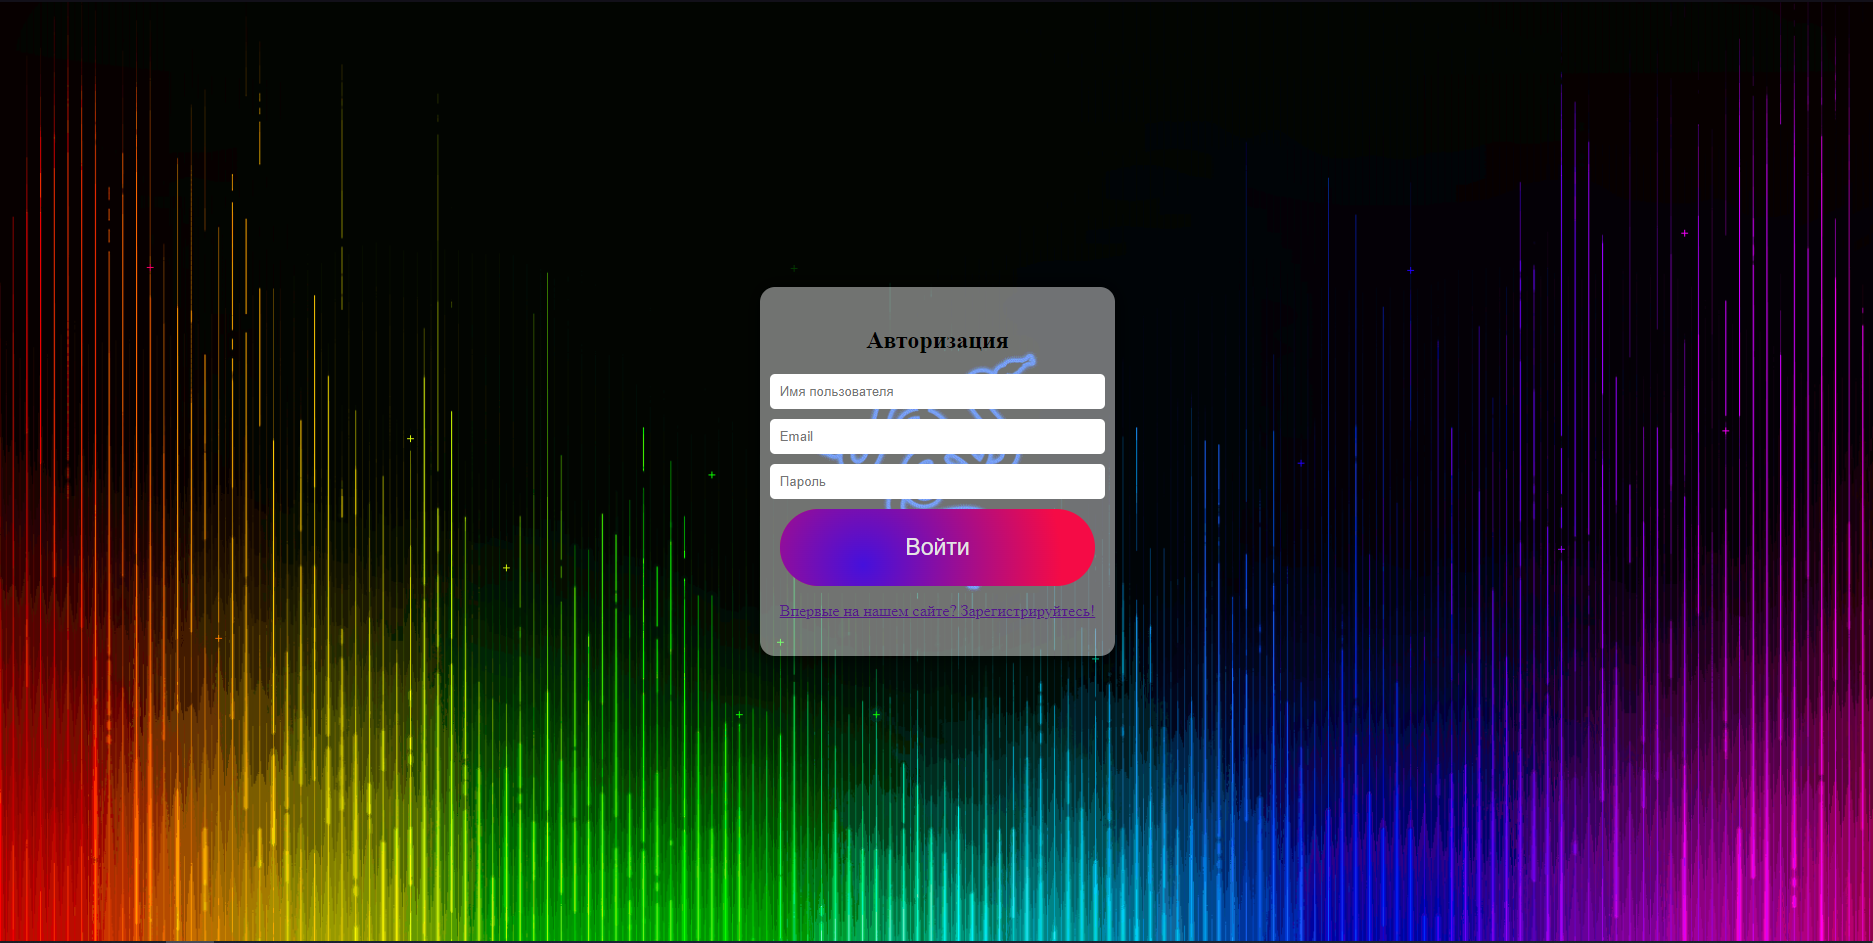 Авторизация
Имя пользователя
Email
Пароль
Войти
Впервые на нашем сайте? Зарегистрируйтесь!